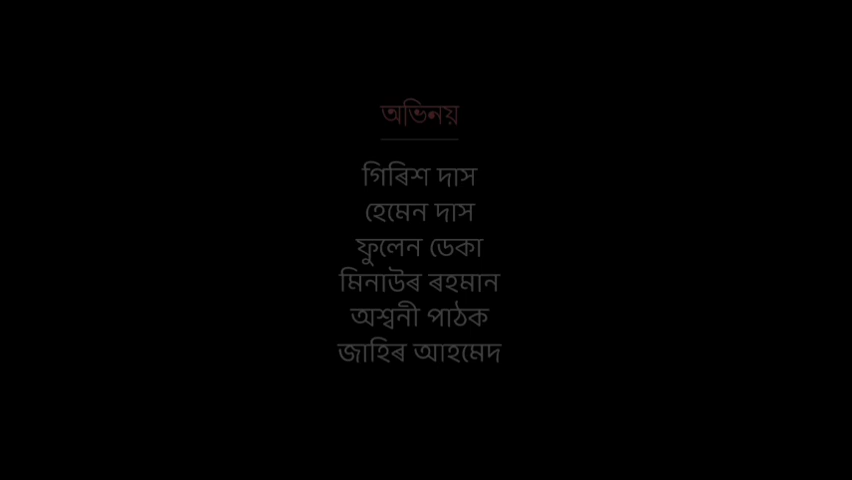 অভিনয়
গিৰিশ দাস
হেমেন দাস
ফুলেন ডেকা
মিনাউৰ ৰহমান
অশ্বনী পাঠক
জাহিৰ আহমেদ